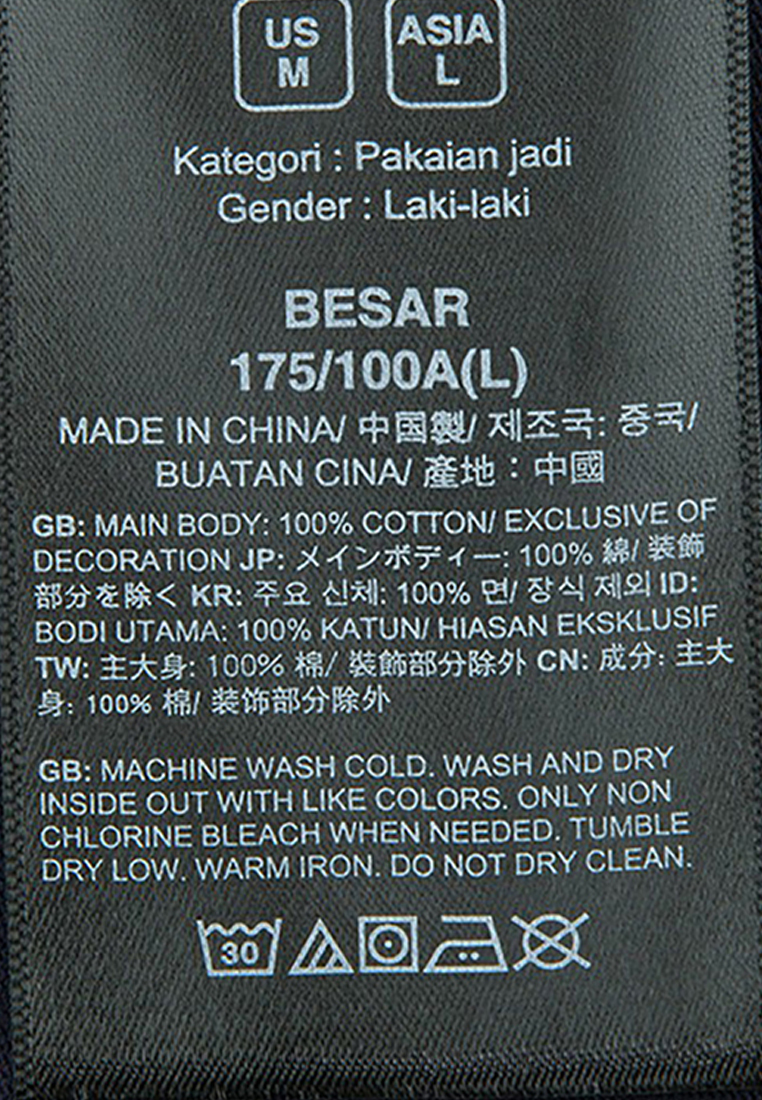 US
M
ASIA
L
Kategori : Pakaian jadi
Gender : Laki-laki
BESAR
175/100A(L)
MADE IN CHINA/ 中国製/ 제조국: 중국/
BUATAN CINA/ 產地：中國
GB: MAIN BODY: 100% COTTON/ EXCLUSIVE OF
DECORATION JP: メインボディー: 100% 綿/ 装飾
部分を除く KR: 주요 신체: 100% 면/ 장식 제외 ID:
BODI UTAMA: 100% KATUN/ HIASAN EKSKLUSIF
TW: 主大身: 100% 棉/ 裝飾部分除外 CN: 成分: 主大
身: 100% 棉/ 装饰部分除外
GB: MACHINE WASH COLD. WASH AND DRY
INSIDE OUT WITH LIKE COLORS. ONLY NON
CHLORINE BLEACH WHEN NEEDED. TUMBLE
DRY LOW. WARM IRON. DO NOT DRY CLEAN.
30